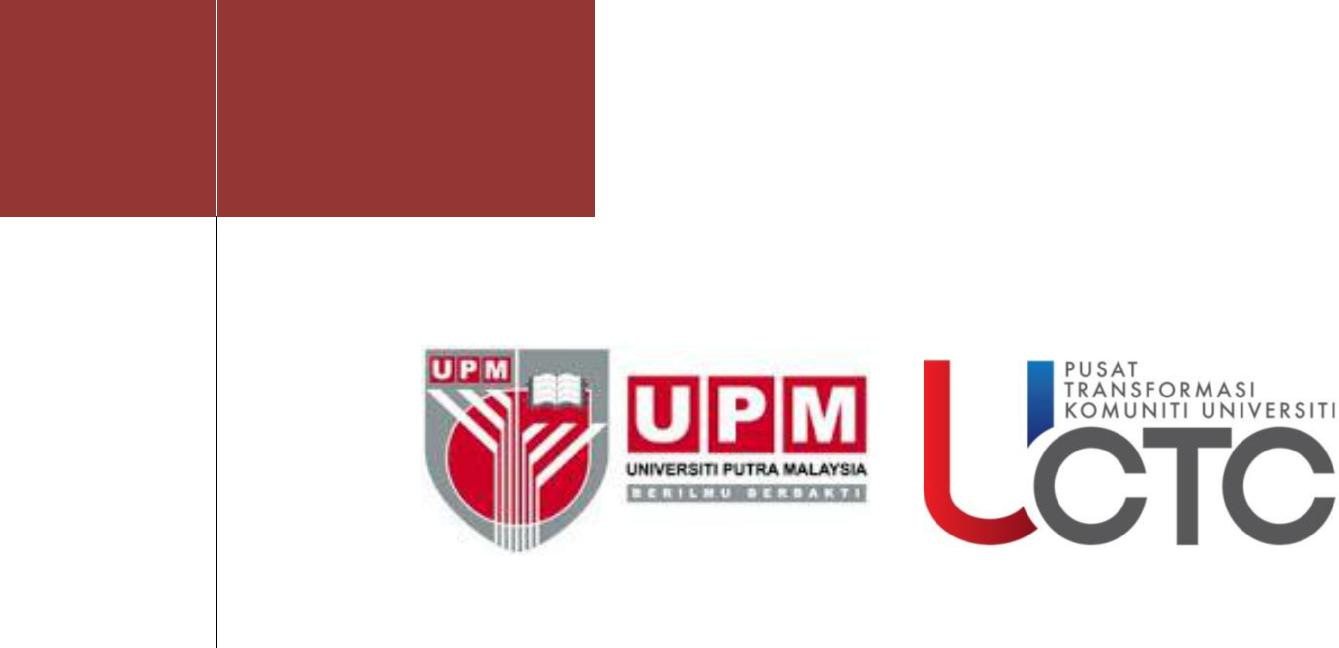 UPM
UPM
UNIVERSITI PUTRA MALAYSIA
BERILMU BERBAKTI
PUSAT
TRANSFORMASI
KOMUNITI UNIVERSITI
UCTC